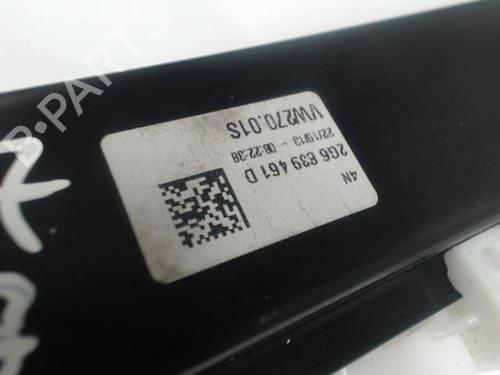 4N
2G6 839 461 D
22/10/13 - 08:22:38
VW270.01S
B-PARTS